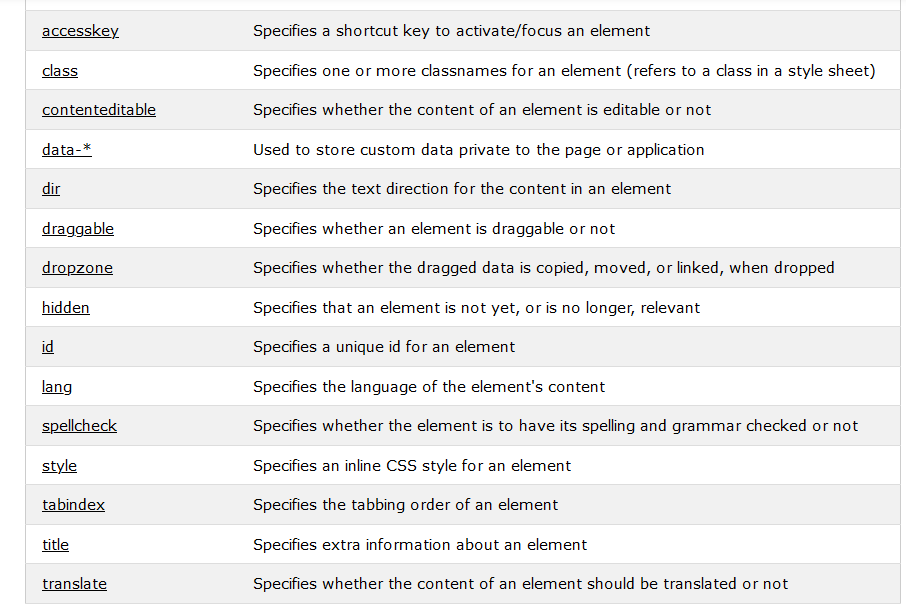 accesskey Specifies a shortcut key to activate/focus an element
class Specifies one or more classnames for an element (refers to a class in a style sheet)
contenteditable Specifies whether the content of an element is editable or not
data-* Used to store custom data private to the page or application
dir Specifies the text direction for the content in an element
draggable Specifies whether an element is draggable or not
dropzone Specifies whether the dragged data is copied, moved, or linked, when dropped
hidden Specifies that an element is not yet, or is no longer, relevant
id Specifies a unique id for an element
lang Specifies the language of the element's content
spellcheck Specifies whether the element is to have its spelling and grammar checked or not
style Specifies an inline CSS style for an element
tabindex Specifies the tabbing order of an element
title Specifies extra information about an element
translate Specifies whether the content of an element should be translated or not